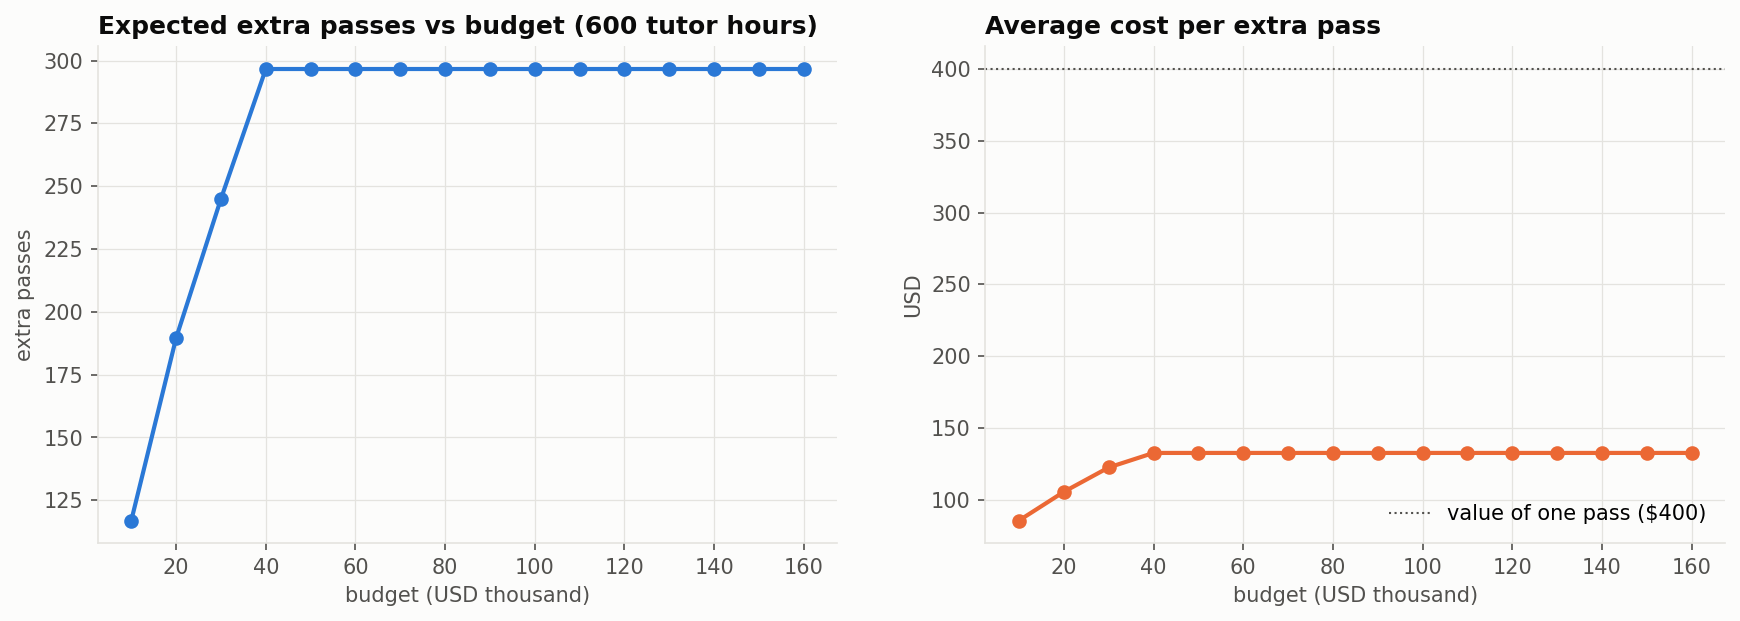 Expected extra passes vs budget (600 tutor hours)
300
275
250
225
200
175
150
125
extra passes
20 40 60 80 100 120 140 160
budget (USD thousand)
Average cost per extra pass
400
350
300
250
200
150
100
USD
value of one pass ($400)
20 40 60 80 100 120 140 160
budget (USD thousand)